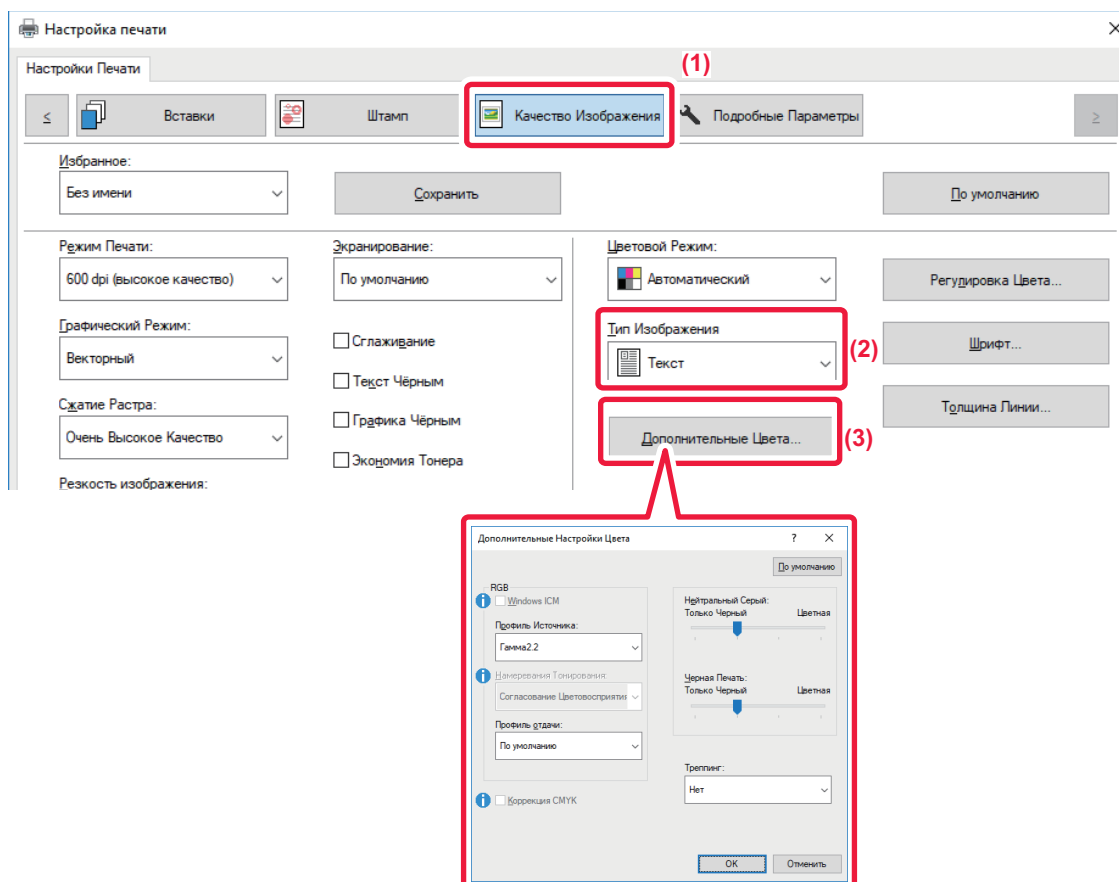 Настройка печати
Настройки Печати
(1)
<
Вставки
Штамп
Качество Изображения
Подробные Параметры
>
Избранное:
Без имени
Сохранить
По умолчанию
Режим Печати:
600 dpi (высокое качество)
Экранирование:
По умолчанию
Цветовой Режим:
Автоматический
Регулировка Цвета...
Графический Режим:
Векторный
Сглаживание
Тип Изображения
Текст
(2)
Шрифт...
Текст Чёрным
Сжатие Растра:
Очень Высокое Качество
Графика Чёрным
Толщина Линии...
Дополнительные Цвета...
(3)
Экономия Тонера
Резкость изображения:
Дополнительные Настройки Цвета
?
По умолчанию
RGB
Windows ICM
Профиль Источника:
Гамма2.2
Намеревания Тонирования:
Согласование Цветовосприятия
Профиль отдачи:
По умолчанию
Коррекция CMYK
Нейтральный Серый:
Только Черный Цветная
Черная Печать:
Только Черный Цветная
Треппинг:
Нет
OK
Отменить